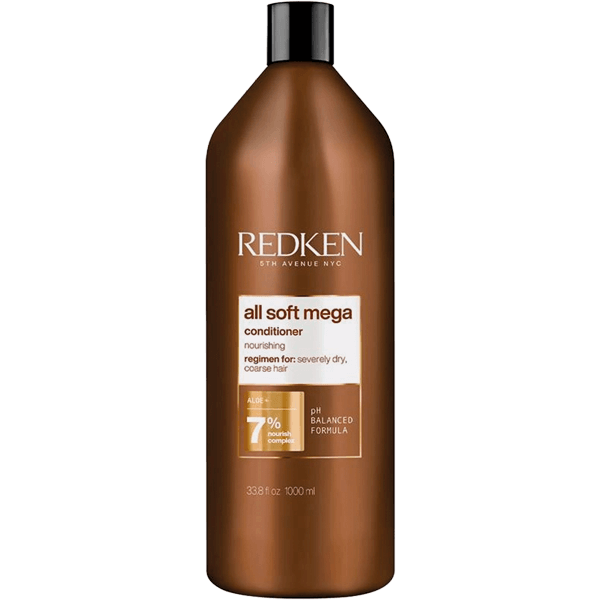 REDKEN
5TH AVENUE NYC
all soft mega
conditioner
nourishing
regimen for: severely dry,
coarse hair
ALOE +
7%
nourish
complex
pH
BALANCED
FORMULA
33.8 fl oz 1000 ml